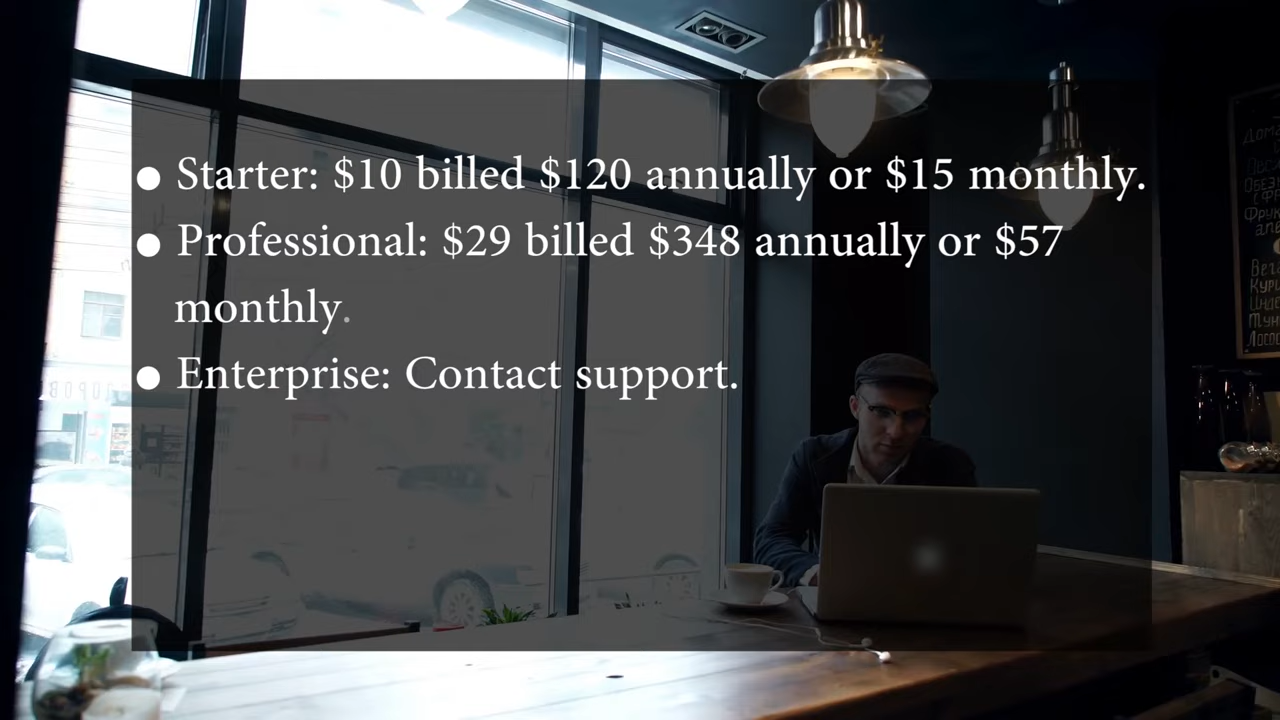 ● Starter: $10 billed $120 annually or $15 monthly.
● Professional: $29 billed $348 annually or $57
monthly.
● Enterprise: Contact support.